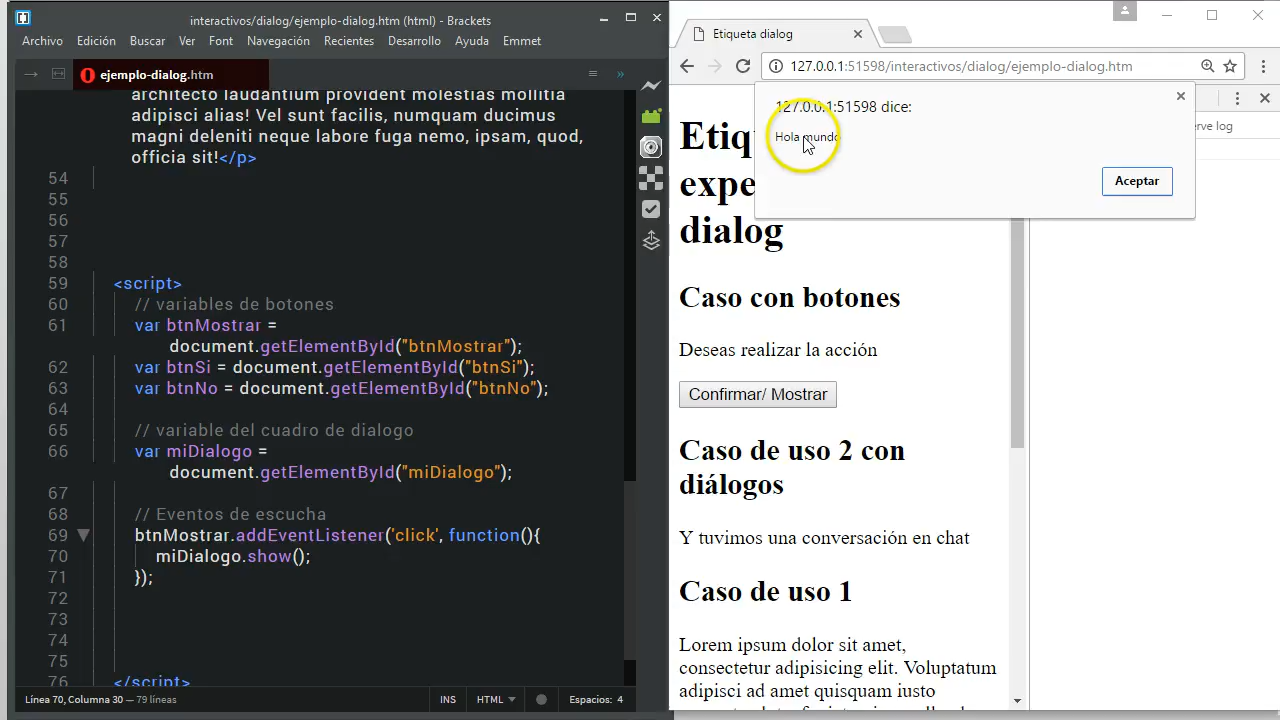 interactivos/dialog/ejemplo-dialog.htm (html) - Brackets
Archivo Edición Buscar Ver Font Navegación Recientes Desarrollo Ayuda Emmet
ejemplo-dialog.htm
architecto laudantium provident molestias mollitia
adipisci alias! Vel sunt facilis, numquam ducimus
magni deleniti neque labore fuga nemo, ipsam, quod,
officia sit!</p>
54
55
56
57
58
59 <script>
60 // variables de botones
61 var btnMostrar =
document.getElementById("btnMostrar");
62 var btnSi = document.getElementById("btnSi");
63 var btnNo = document.getElementById("btnNo");
64
65 // variable del cuadro de dialogo
66 var miDialogo =
document.getElementById("miDialogo");
67
68 // Eventos de escucha
69 btnMostrar.addEventListener('click', function(){
70 miDialogo.show();
71 });
72
73
74
75
76 </script>
Línea 70, Columna 30 — 79 líneas INS HTML Espacios: 4
Etiqueta dialog
127.0.0.1:51598/interactivos/dialog/ejemplo-dialog.htm
127.0.0.1:51598 dice:
Hola mundo
Aceptar
erve log
Etiq
expe
dialog
Caso con botones
Deseas realizar la acción
Confirmar/ Mostrar
Caso de uso 2 con
diálogos
Y tuvimos una conversación en chat
Caso de uso 1
Lorem ipsum dolor sit amet,
consectetur adipisicing elit. Voluptatum
adipisci ad amet quisquam iusto